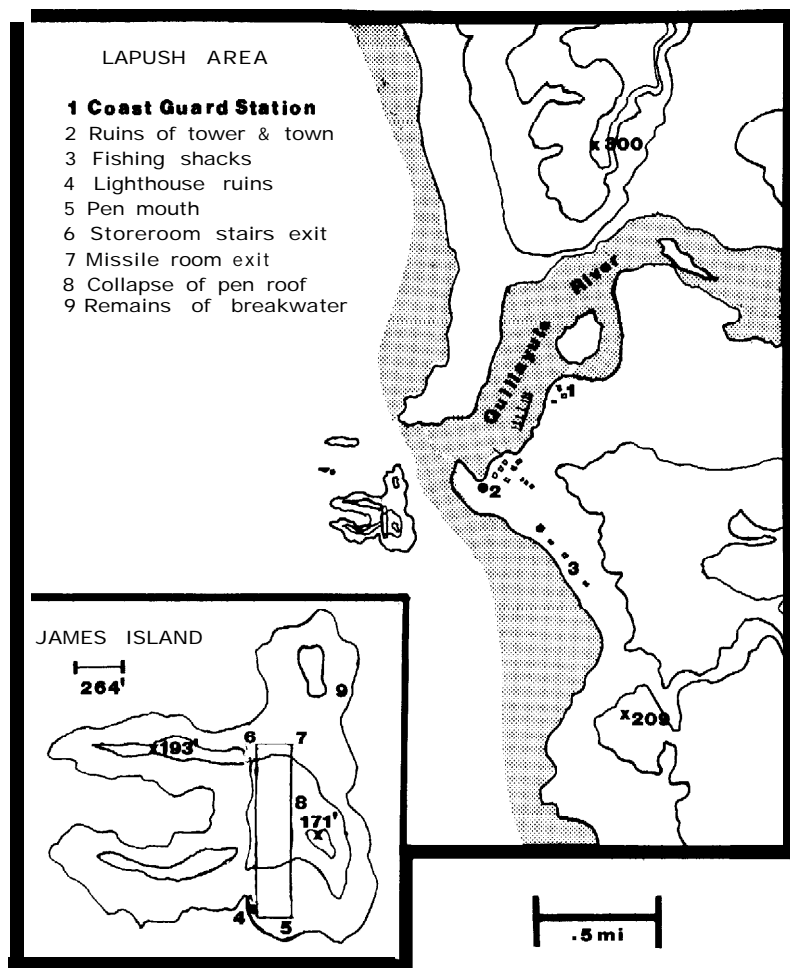 LAPUSH AREA
1 Coast Guard Station
2 Ruins of tower & town
3 Fishing shacks
4 Lighthouse ruins
5 Pen mouth
6 Storeroom stairs exit
7 Missile room exit
8 Collapse of pen roof
9 Remains of breakwater
x 300
Quillayute River
1
2
3
x 209
JAMES ISLAND
264'
9
x193'
6
7
8
171'
x
4
5
.5 mi